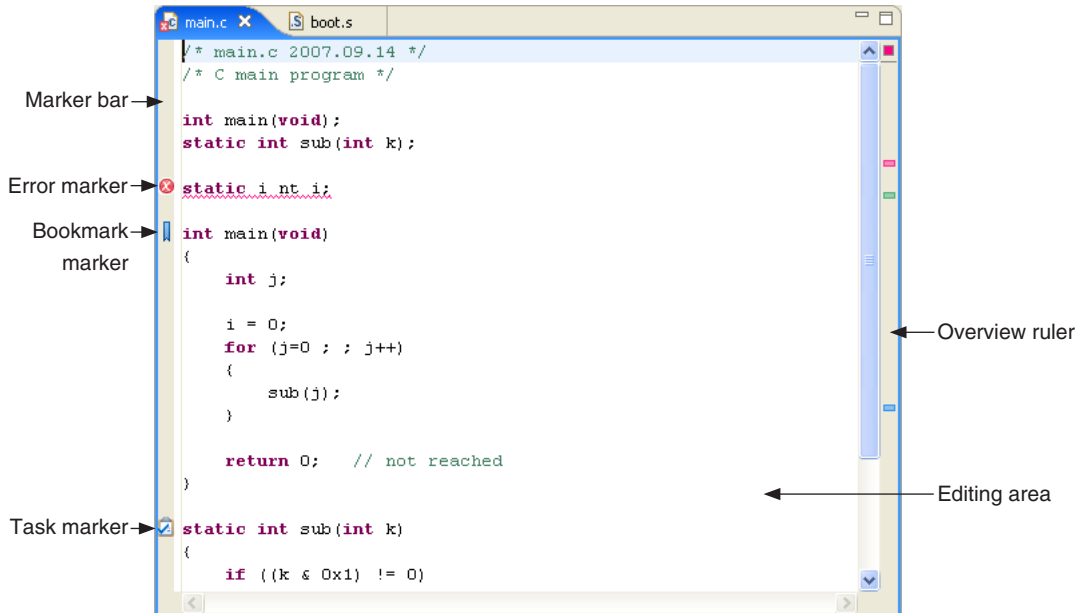 main.c boot.s
/* main.c 2007.09.14 */
/* C main program */
Marker bar
int main(void);
static int sub(int k);
Error marker
static i nt i;
Bookmark
marker
int main(void)
{
int j;
i = 0;
for (j=0 ; ; j++)
Overview ruler
{
sub(j);
}
return 0; // not reached
}
Editing area
Task marker
static int sub(int k)
{
if ((k & 0x1) != 0)